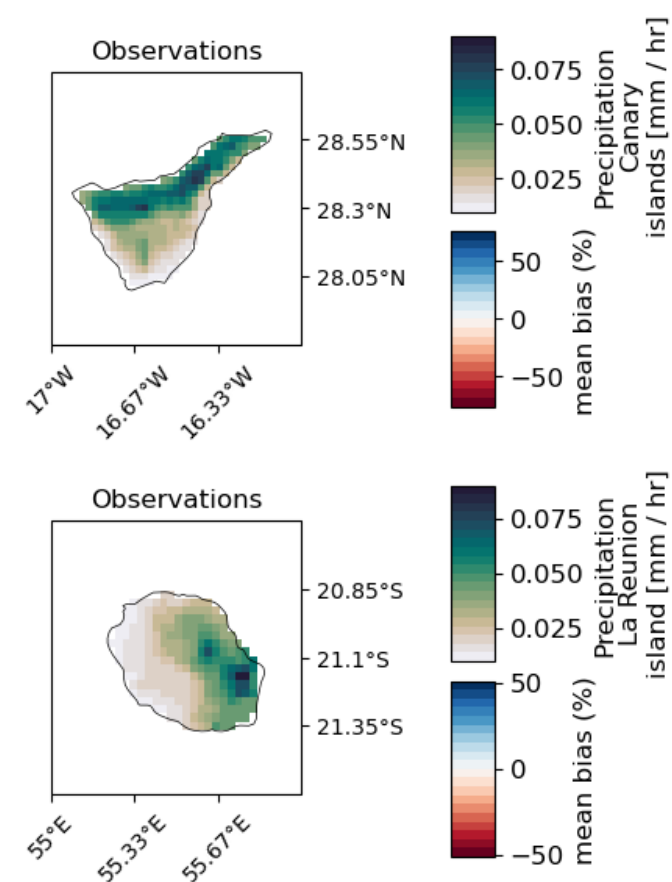 Observations
28.55°N
28.3°N
28.05°N
17°W
16.67°W
16.33°W
0.075
0.050
0.025
Precipitation
Canary
islands [mm / hr]
50
0
−50
mean bias (%)
Observations
20.85°S
21.1°S
21.35°S
55°E
55.33°E
55.67°E
0.075
0.050
0.025
Precipitation
La Reunion
island [mm / hr]
50
0
−50
mean bias (%)